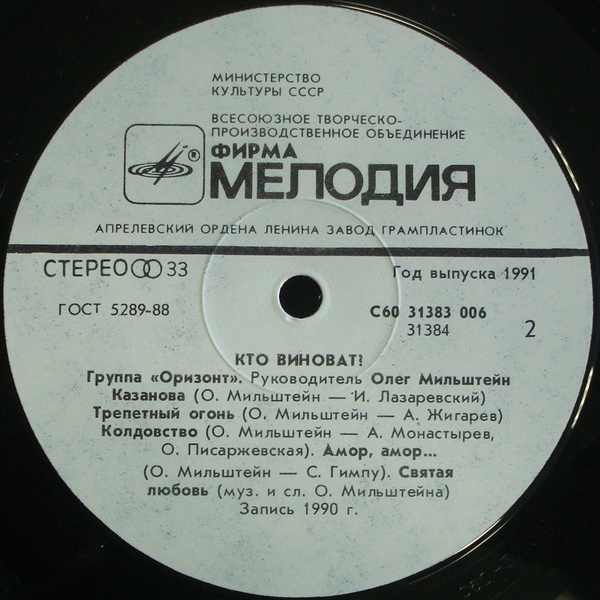 МИНИСТЕРСТВО
КУЛЬТУРЫ СССР
ВСЕСОЮЗНОЕ ТВОРЧЕСКО-
ПРОИЗВОДСТВЕННОЕ ОБЪЕДИНЕНИЕ
®
ФИРМА
МЕЛОДИЯ
АПРЕЛЕВСКИЙ ОРДЕНА ЛЕНИНА ЗАВОД ГРАМПЛАСТИНОК
СТЕРЕО 33
Год выпуска 1991
ГОСТ 5289-88
С60 31383 006
31384
2
КТО ВИНОВАТ?
Группа «Оризонт». Руководитель Олег Мильштейн
Казанова (О. Мильштейн — И. Лазаревский)
Трепетный огонь (О. Мильштейн — А. Жигарев)
Колдовство (О. Мильштейн — А. Монастырев,
О. Писаржевская). Амор, амор...
(О. Мильштейн — С. Гимпу). Святая
любовь (муз. и сл. О. Мильштейна)
Запись 1990 г.